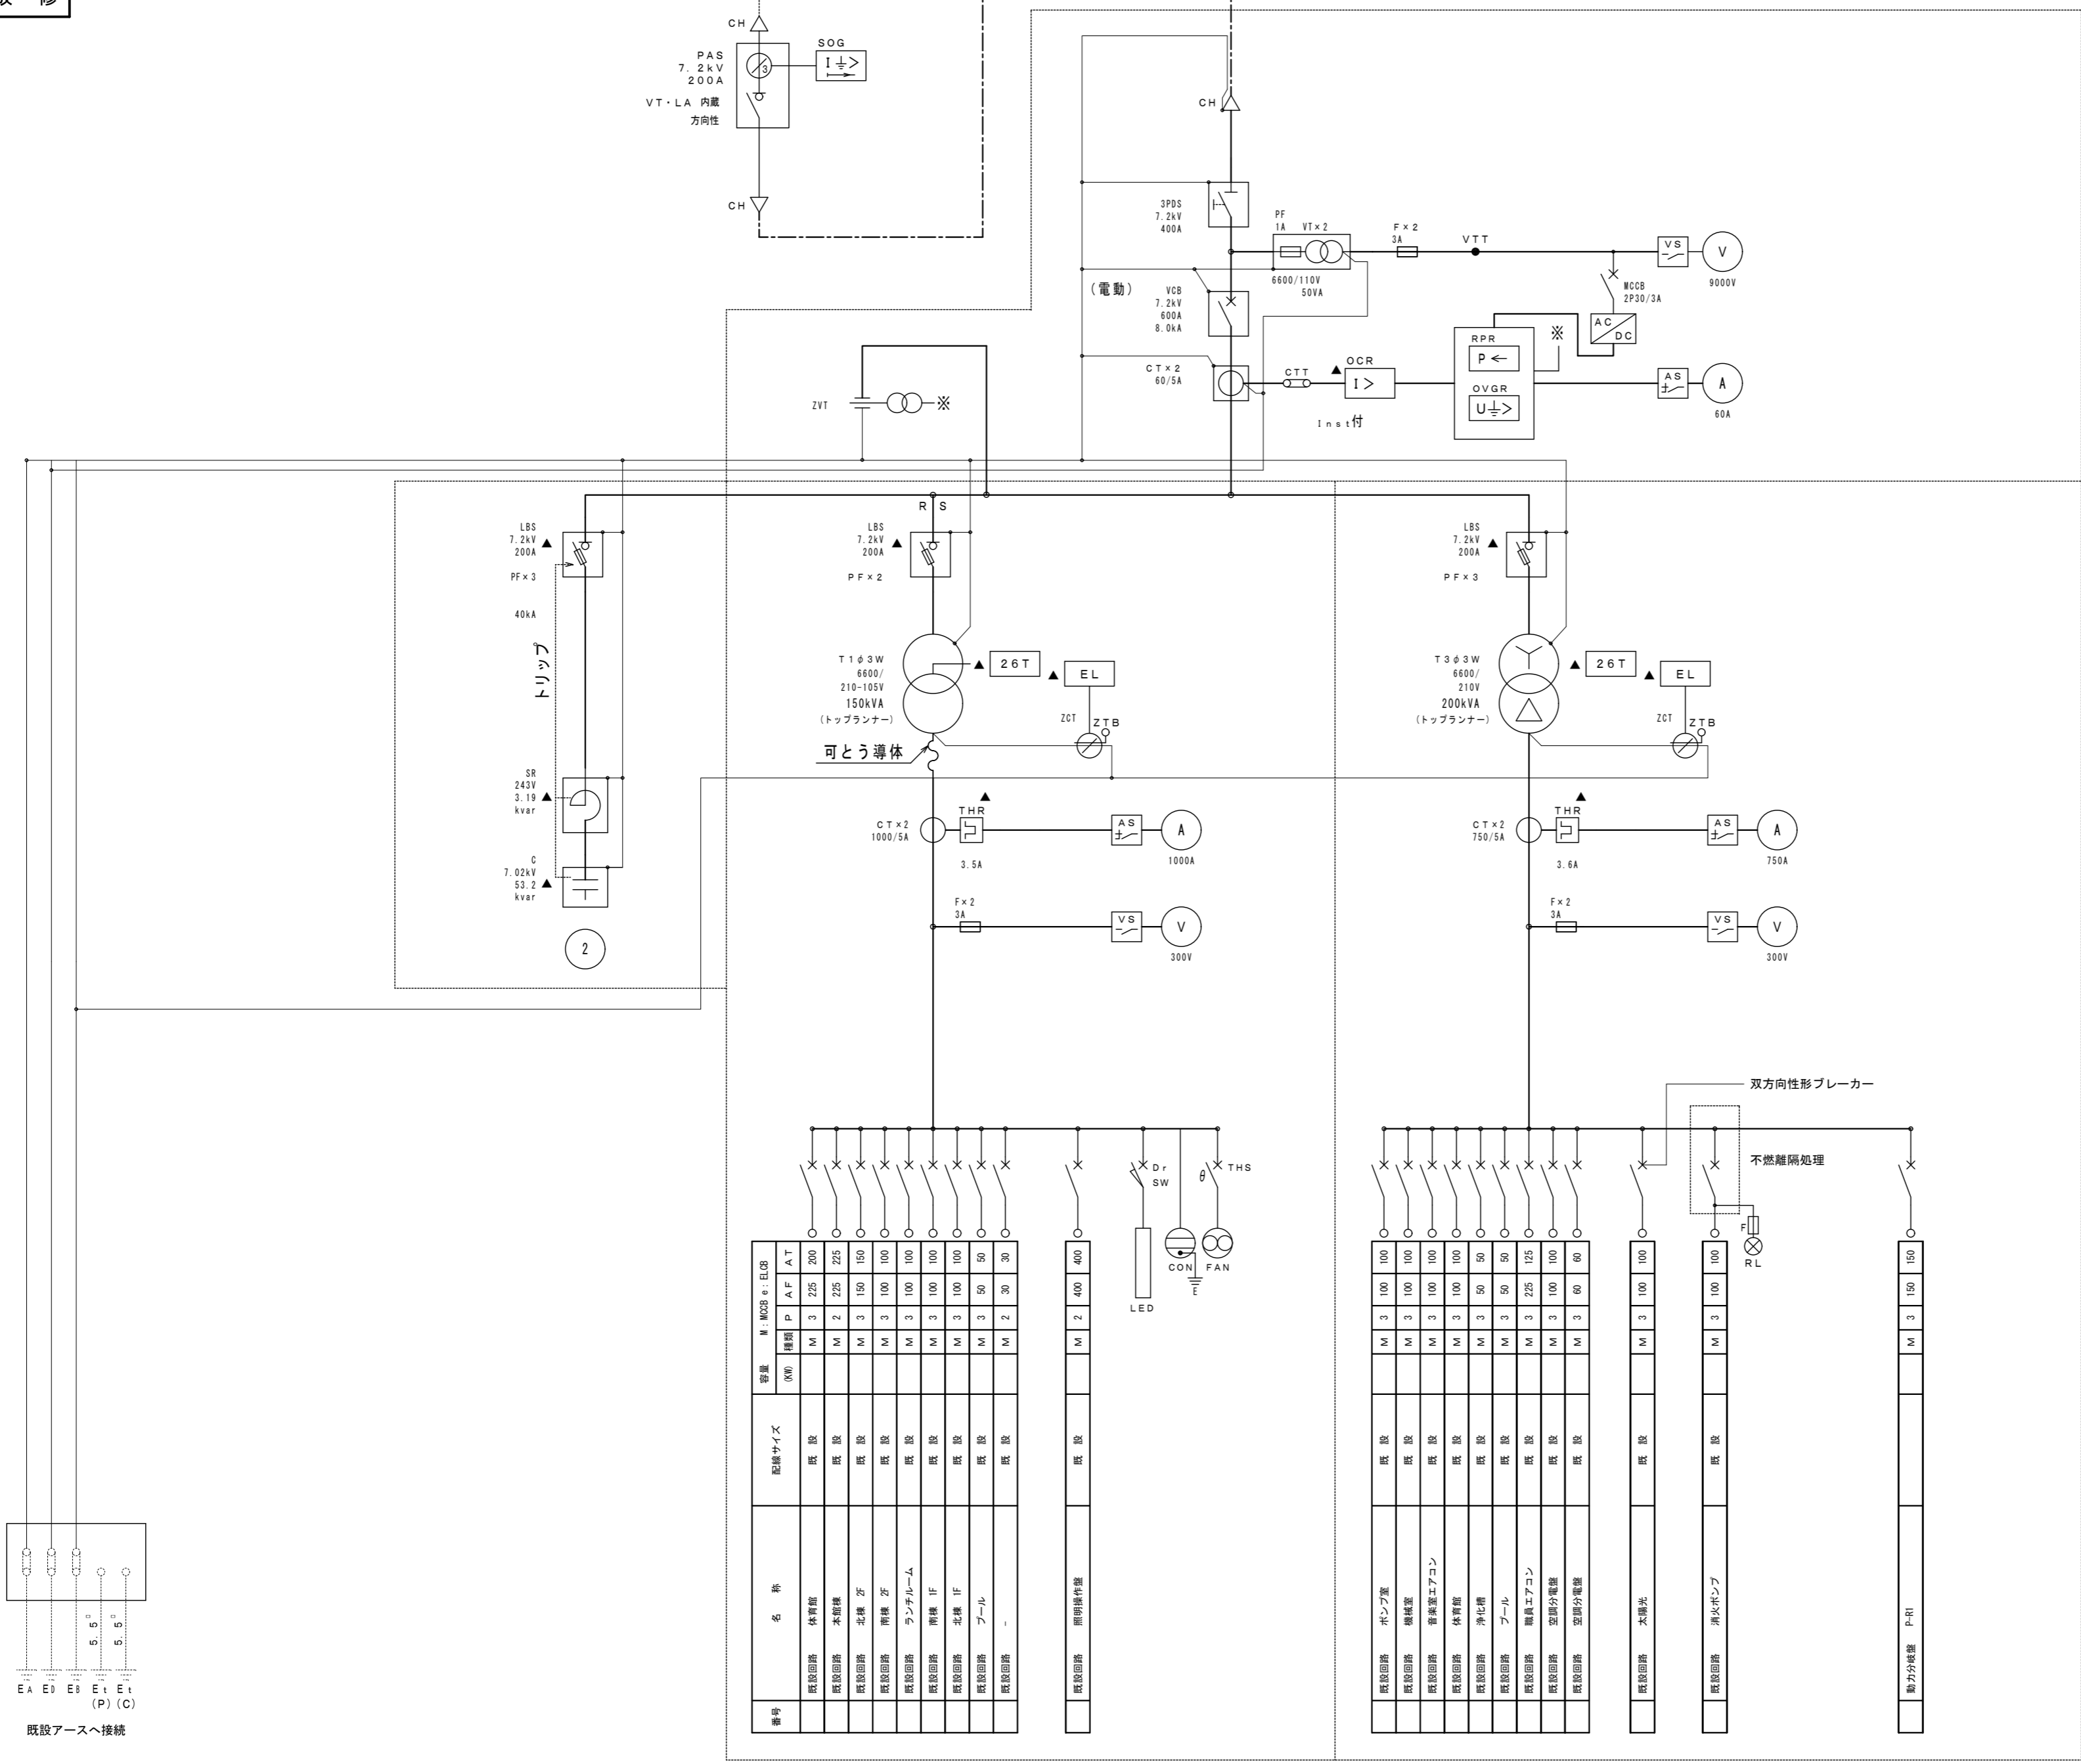 改 修
CH
PAS
7.2kV
200A
VT・LA 内蔵
方向性
3
SOG
I >
CH
CH
3PDS
7.2kV
400A
PF
1A VT×2
6600/110V
50VA
F×2
3A
VTT
VS
V
9000V
MCCB
2P30/3A
AC
DC
(電動)
VCB
7.2kV
600A
8.0kA
CT×2
60/5A
CTT
▲ OCR
I >
Inst付
RPR
P ←
OVGR
U >
※
AS
A
60A
ZVT
※
R S
LBS
7.2kV ▲
200A
PF×3
40kA
トリップ
SR
243V
3.19 ▲
kvar
C
7.02kV
53.2 ▲
kvar
2
LBS
7.2kV ▲
200A
PF×2
T1φ3W
6600/
210-105V
150kVA
(トップランナー)
▲ 26T
▲ EL
ZCT
ZTB
可とう導体
CT×2
1000/5A
▲
THR
3.5A
AS
A
1000A
F×2
3A
VS
V
300V
LBS
7.2kV ▲
200A
PF×3
T3φ3W
6600/
210V
200kVA
(トップランナー)
▲ 26T
▲ EL
ZCT
ZTB
CT×2
750/5A
▲
THR
3.6A
AS
A
750A
F×2
3A
VS
V
300V
双方向性形ブレーカー
不燃離隔処理
Dr
SW
θ THS
LED
CON
E
FAN
F
RL
番号 名 称 配線サイズ 容量 (KW) M:MCCB e:ELCB 種類 P AF AT
既設回路 体育館 既 設 M 3 225 200
既設回路 本館棟 既 設 M 2 225 225
既設回路 北棟 2F 既 設 M 3 150 150
既設回路 南棟 2F 既 設 M 3 100 100
既設回路 ランチルーム 既 設 M 3 100 100
既設回路 南棟 1F 既 設 M 3 100 100
既設回路 北棟 1F 既 設 M 3 100 100
既設回路 プール 既 設 M 3 50 50
既設回路 － 既 設 M 2 30 30
照明操作盤 既 設 M 2 400 400
既設回路 ポンプ室 既 設 M 3 100 100
既設回路 機械室 既 設 M 3 100 100
既設回路 音楽室エアコン 既 設 M 3 100 100
既設回路 体育館 既 設 M 3 100 100
既設回路 浄化槽 既 設 M 3 50 50
既設回路 プール 既 設 M 3 50 50
既設回路 職員エアコン 既 設 M 3 225 125
既設回路 空調分電盤 既 設 M 3 100 100
既設回路 空調分電盤 既 設 M 3 60 60
既設回路 太陽光 既 設 M 3 100 100
既設回路 消火ポンプ 既 設 M 3 100 100
動力分岐盤 P-R1 M 3 150 150
5.5□
5.5□
EA ED EB Et Et
(P) (C)
既設アースへ接続